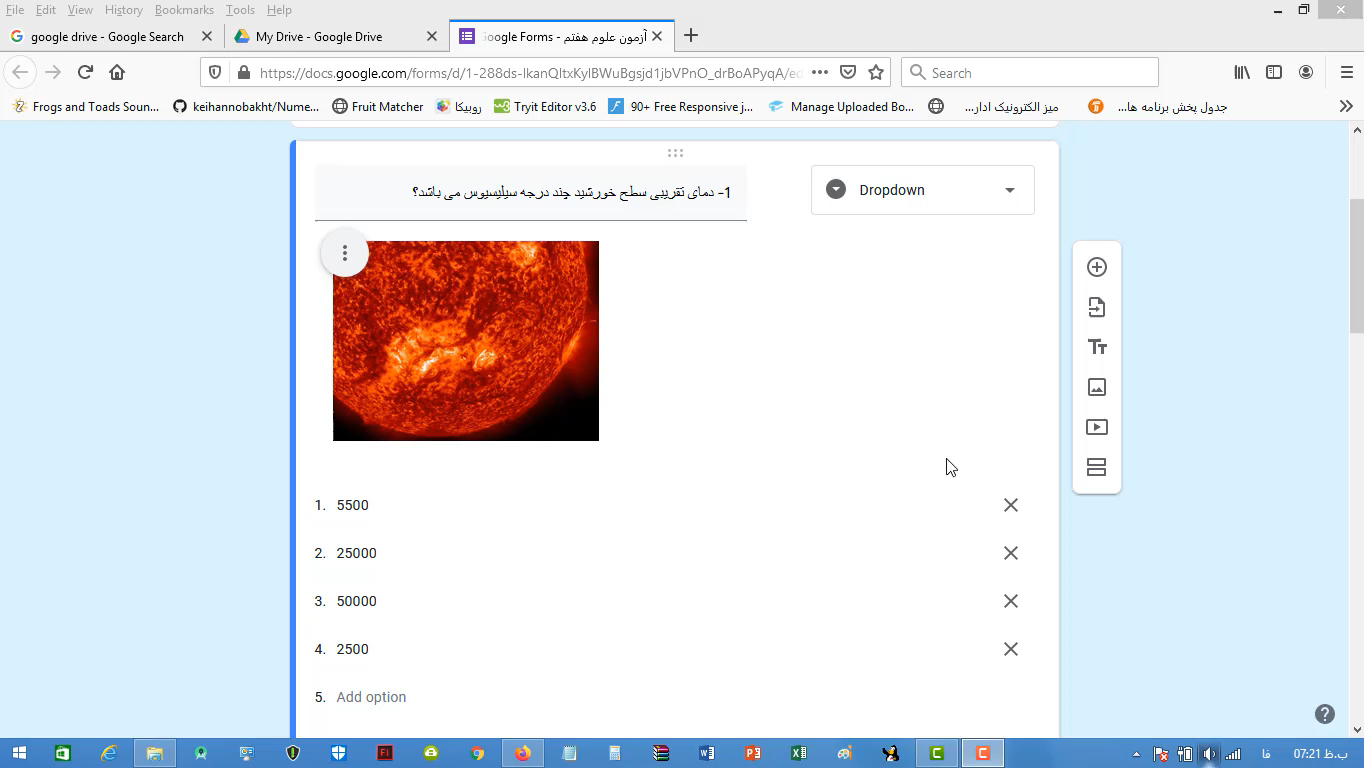 File Edit View History Bookmarks Tools Help
google drive - Google Search
My Drive - Google Drive
آزمون علوم هفتم - Google Forms
https://docs.google.com/forms/d/1-288ds-IkanQltxKylBWuBgsjd1jbVPnO_drBoAPyqA/ed
Search
Frogs and Toads Soun...
keihannobakht/Nume...
Fruit Matcher
روبیکا
Tryit Editor v3.6
90+ Free Responsive j...
Manage Uploaded Bo...
میز الکترونیک ادار...
جدول پخش برنامه ها...
1- دمای تقریبی سطح خورشید چند درجه سیلیسیوس می باشد؟
Dropdown
1. 5500
2. 25000
3. 50000
4. 2500
5. Add option
فا
07:21 ب.ظ